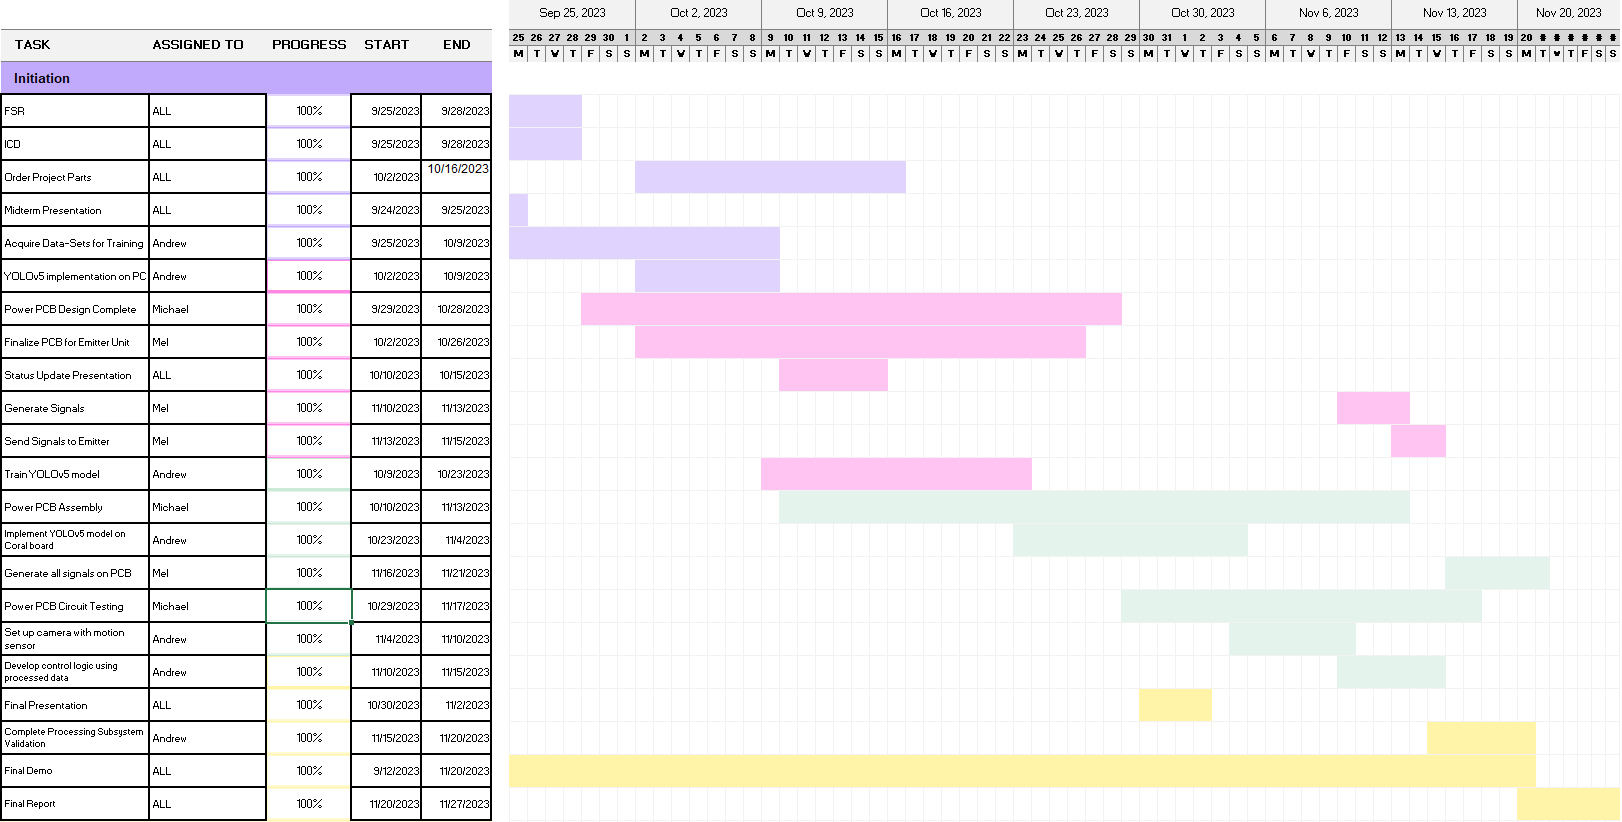 Sep 25, 2023 Oct 2, 2023 Oct 9, 2023 Oct 16, 2023 Oct 23, 2023 Oct 30, 2023 Nov 6, 2023 Nov 13, 2023 Nov 20, 2023
25 26 27 28 29 30 1 2 3 4 5 6 7 8 9 10 11 12 13 14 15 16 17 18 19 20 21 22 23 24 25 26 27 28 29 30 31 1 2 3 4 5 6 7 8 9 10 11 12 13 14 15 16 17 18 19 20 # # # # # #
TASK ASSIGNED TO PROGRESS START END
M T W T F S S M T W T F S S M T W T F S S M T W T F S S M T W T F S S M T W T F S S M T W T F S S M T W T F S S M T W T F S S
Initiation
FSR ALL 100% 9/25/2023 9/28/2023
ICD ALL 100% 9/25/2023 9/28/2023
Order Project Parts ALL 100% 10/2/2023 10/16/2023
Midterm Presentation ALL 100% 9/24/2023 9/25/2023
Acquire Data-Sets for Training Andrew 100% 9/25/2023 10/9/2023
YOLOv5 implementation on PC Andrew 100% 10/2/2023 10/9/2023
Power PCB Design Complete Michael 100% 9/29/2023 10/28/2023
Finalize PCB for Emitter Unit Mel 100% 10/2/2023 10/26/2023
Status Update Presentation ALL 100% 10/10/2023 10/15/2023
Generate Signals Mel 100% 11/10/2023 11/13/2023
Send Signals to Emitter Mel 100% 11/13/2023 11/15/2023
Train YOLOv5 model Andrew 100% 10/9/2023 10/23/2023
Power PCB Assembly Michael 100% 10/10/2023 11/13/2023
Implement YOLOv5 model on
Coral board Andrew 100% 10/23/2023 11/4/2023
Generate all signals on PCB Mel 100% 11/16/2023 11/21/2023
Power PCB Circuit Testing Michael 100% 10/29/2023 11/17/2023
Set up camera with motion
sensor Andrew 100% 11/4/2023 11/10/2023
Develop control logic using
processed data Andrew 100% 11/10/2023 11/15/2023
Final Presentation ALL 100% 10/30/2023 11/2/2023
Complete Processing Subsystem
Validation Andrew 100% 11/15/2023 11/20/2023
Final Demo ALL 100% 9/12/2023 11/20/2023
Final Report ALL 100% 11/20/2023 11/27/2023